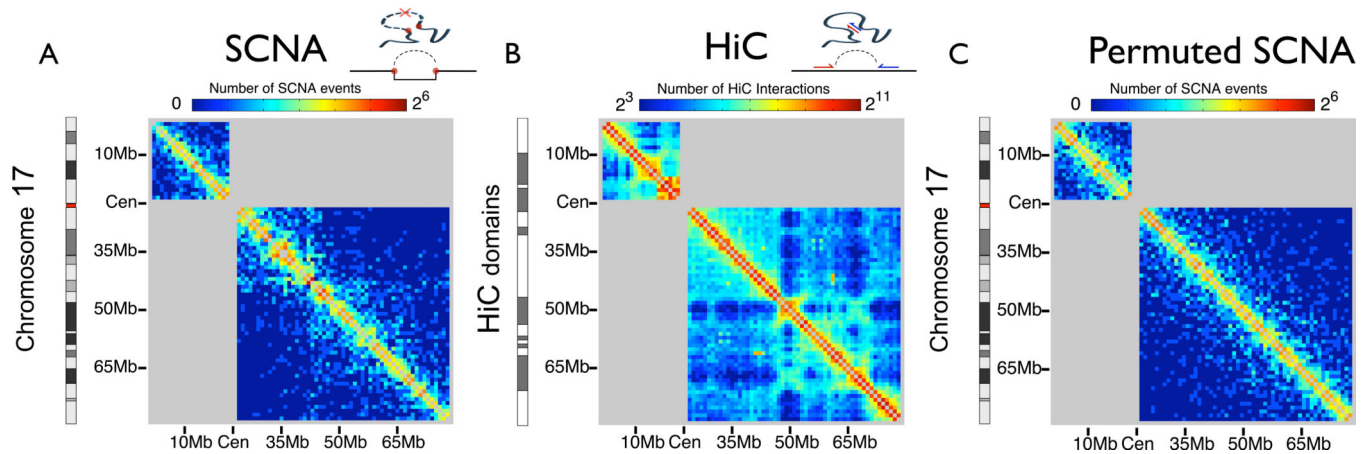 A
SCNA
Number of SCNA events
0
2^6
Chromosome 17
10Mb
Cen
35Mb
50Mb
65Mb
10Mb Cen 35Mb 50Mb 65Mb
B
HiC
Number of HiC Interactions
2^3
2^11
HiC domains
10Mb
Cen
35Mb
50Mb
65Mb
10Mb Cen 35Mb 50Mb 65Mb
C
Permuted SCNA
Number of SCNA events
0
2^6
Chromosome 17
10Mb
Cen
35Mb
50Mb
65Mb
10Mb Cen 35Mb 50Mb 65Mb